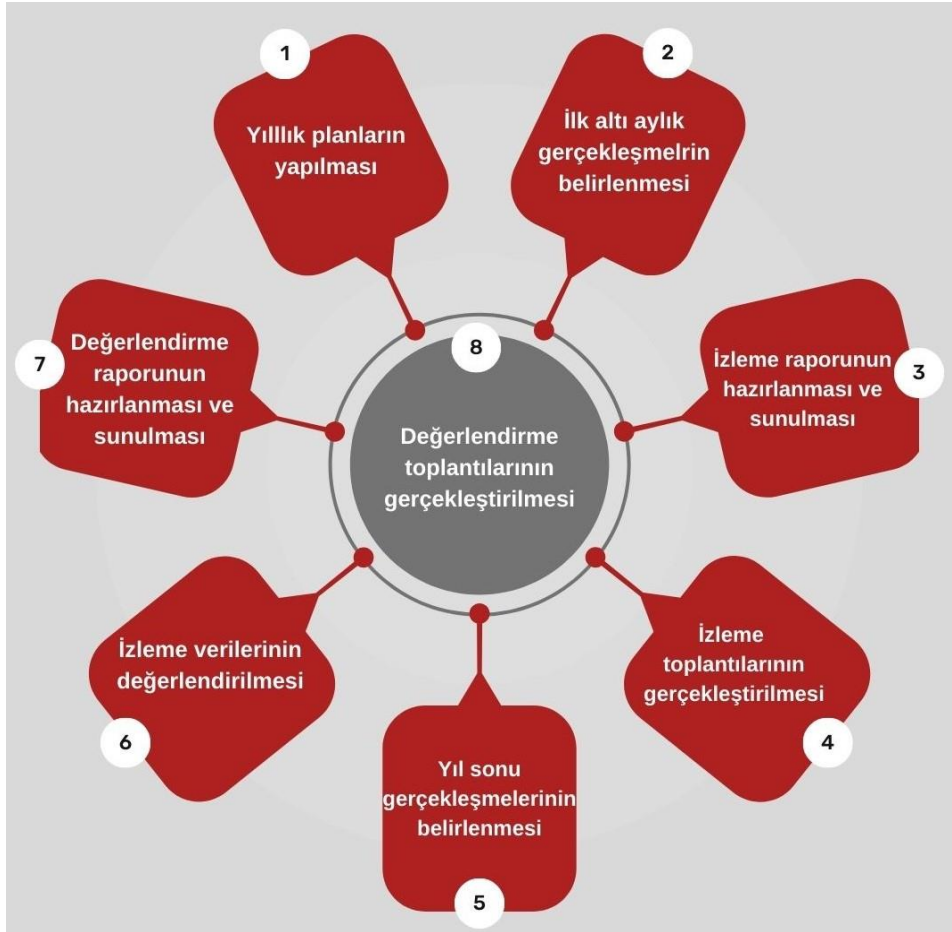 1
Yılllık planların
yapılması
2
İlk altı aylık
gerçekleşmelrin
belirlenmesi
3
İzleme raporunun
hazırlanması ve
sunulması
4
İzleme
toplantılarının
gerçekleştirilmesi
5
Yıl sonu
gerçekleşmelerinin
belirlenmesi
6
İzleme verilerinin
değerlendirilmesi
7
Değerlendirme
raporunun
hazırlanması ve
sunulması
8
Değerlendirme
toplantılarının
gerçekleştirilmesi